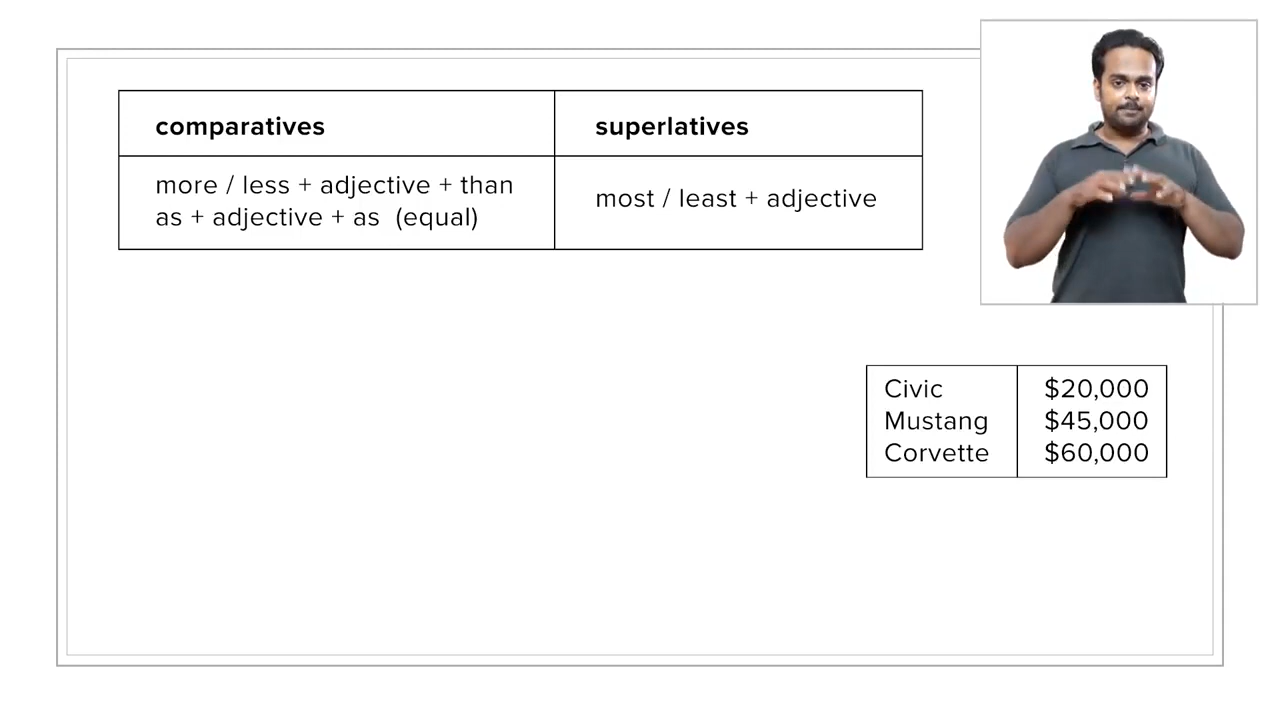 comparatives
superlatives
more / less + adjective + than
as + adjective + as (equal)
most / least + adjective
Civic $20,000
Mustang $45,000
Corvette $60,000